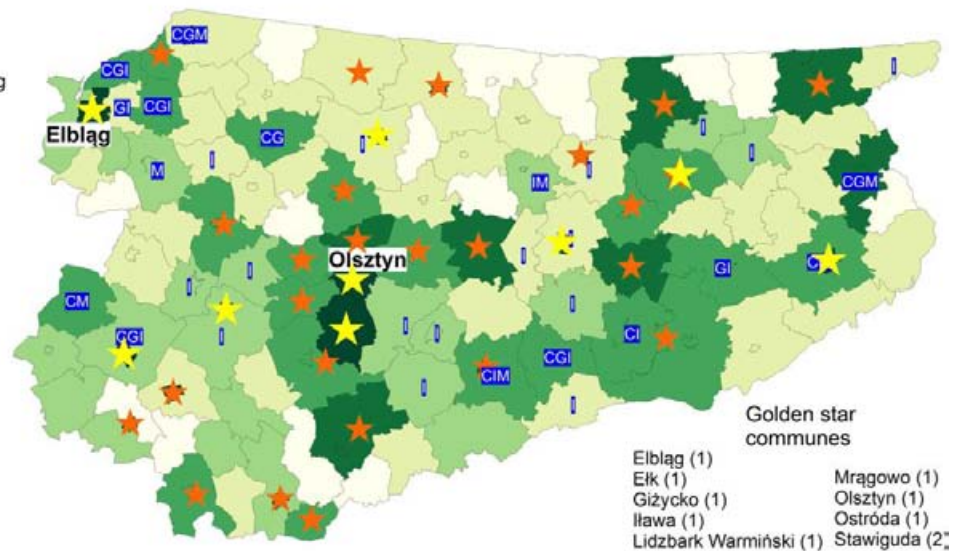 CGM
CGI
g
GI
CGI
Elbląg
CG
I
I
I
I
M
I
IM
I
CGM
Olsztyn
I
I
I
I
GI
CM
I
CGI
I
I
I
I
CI
CGI
CIM
I
I
Golden star
communes
Elbląg (1)
Ełk (1)
Giżycko (1)
Iława (1)
Lidzbark Warmiński (1)
Mrągowo (1)
Olsztyn (1)
Ostróda (1)
Stawiguda (2